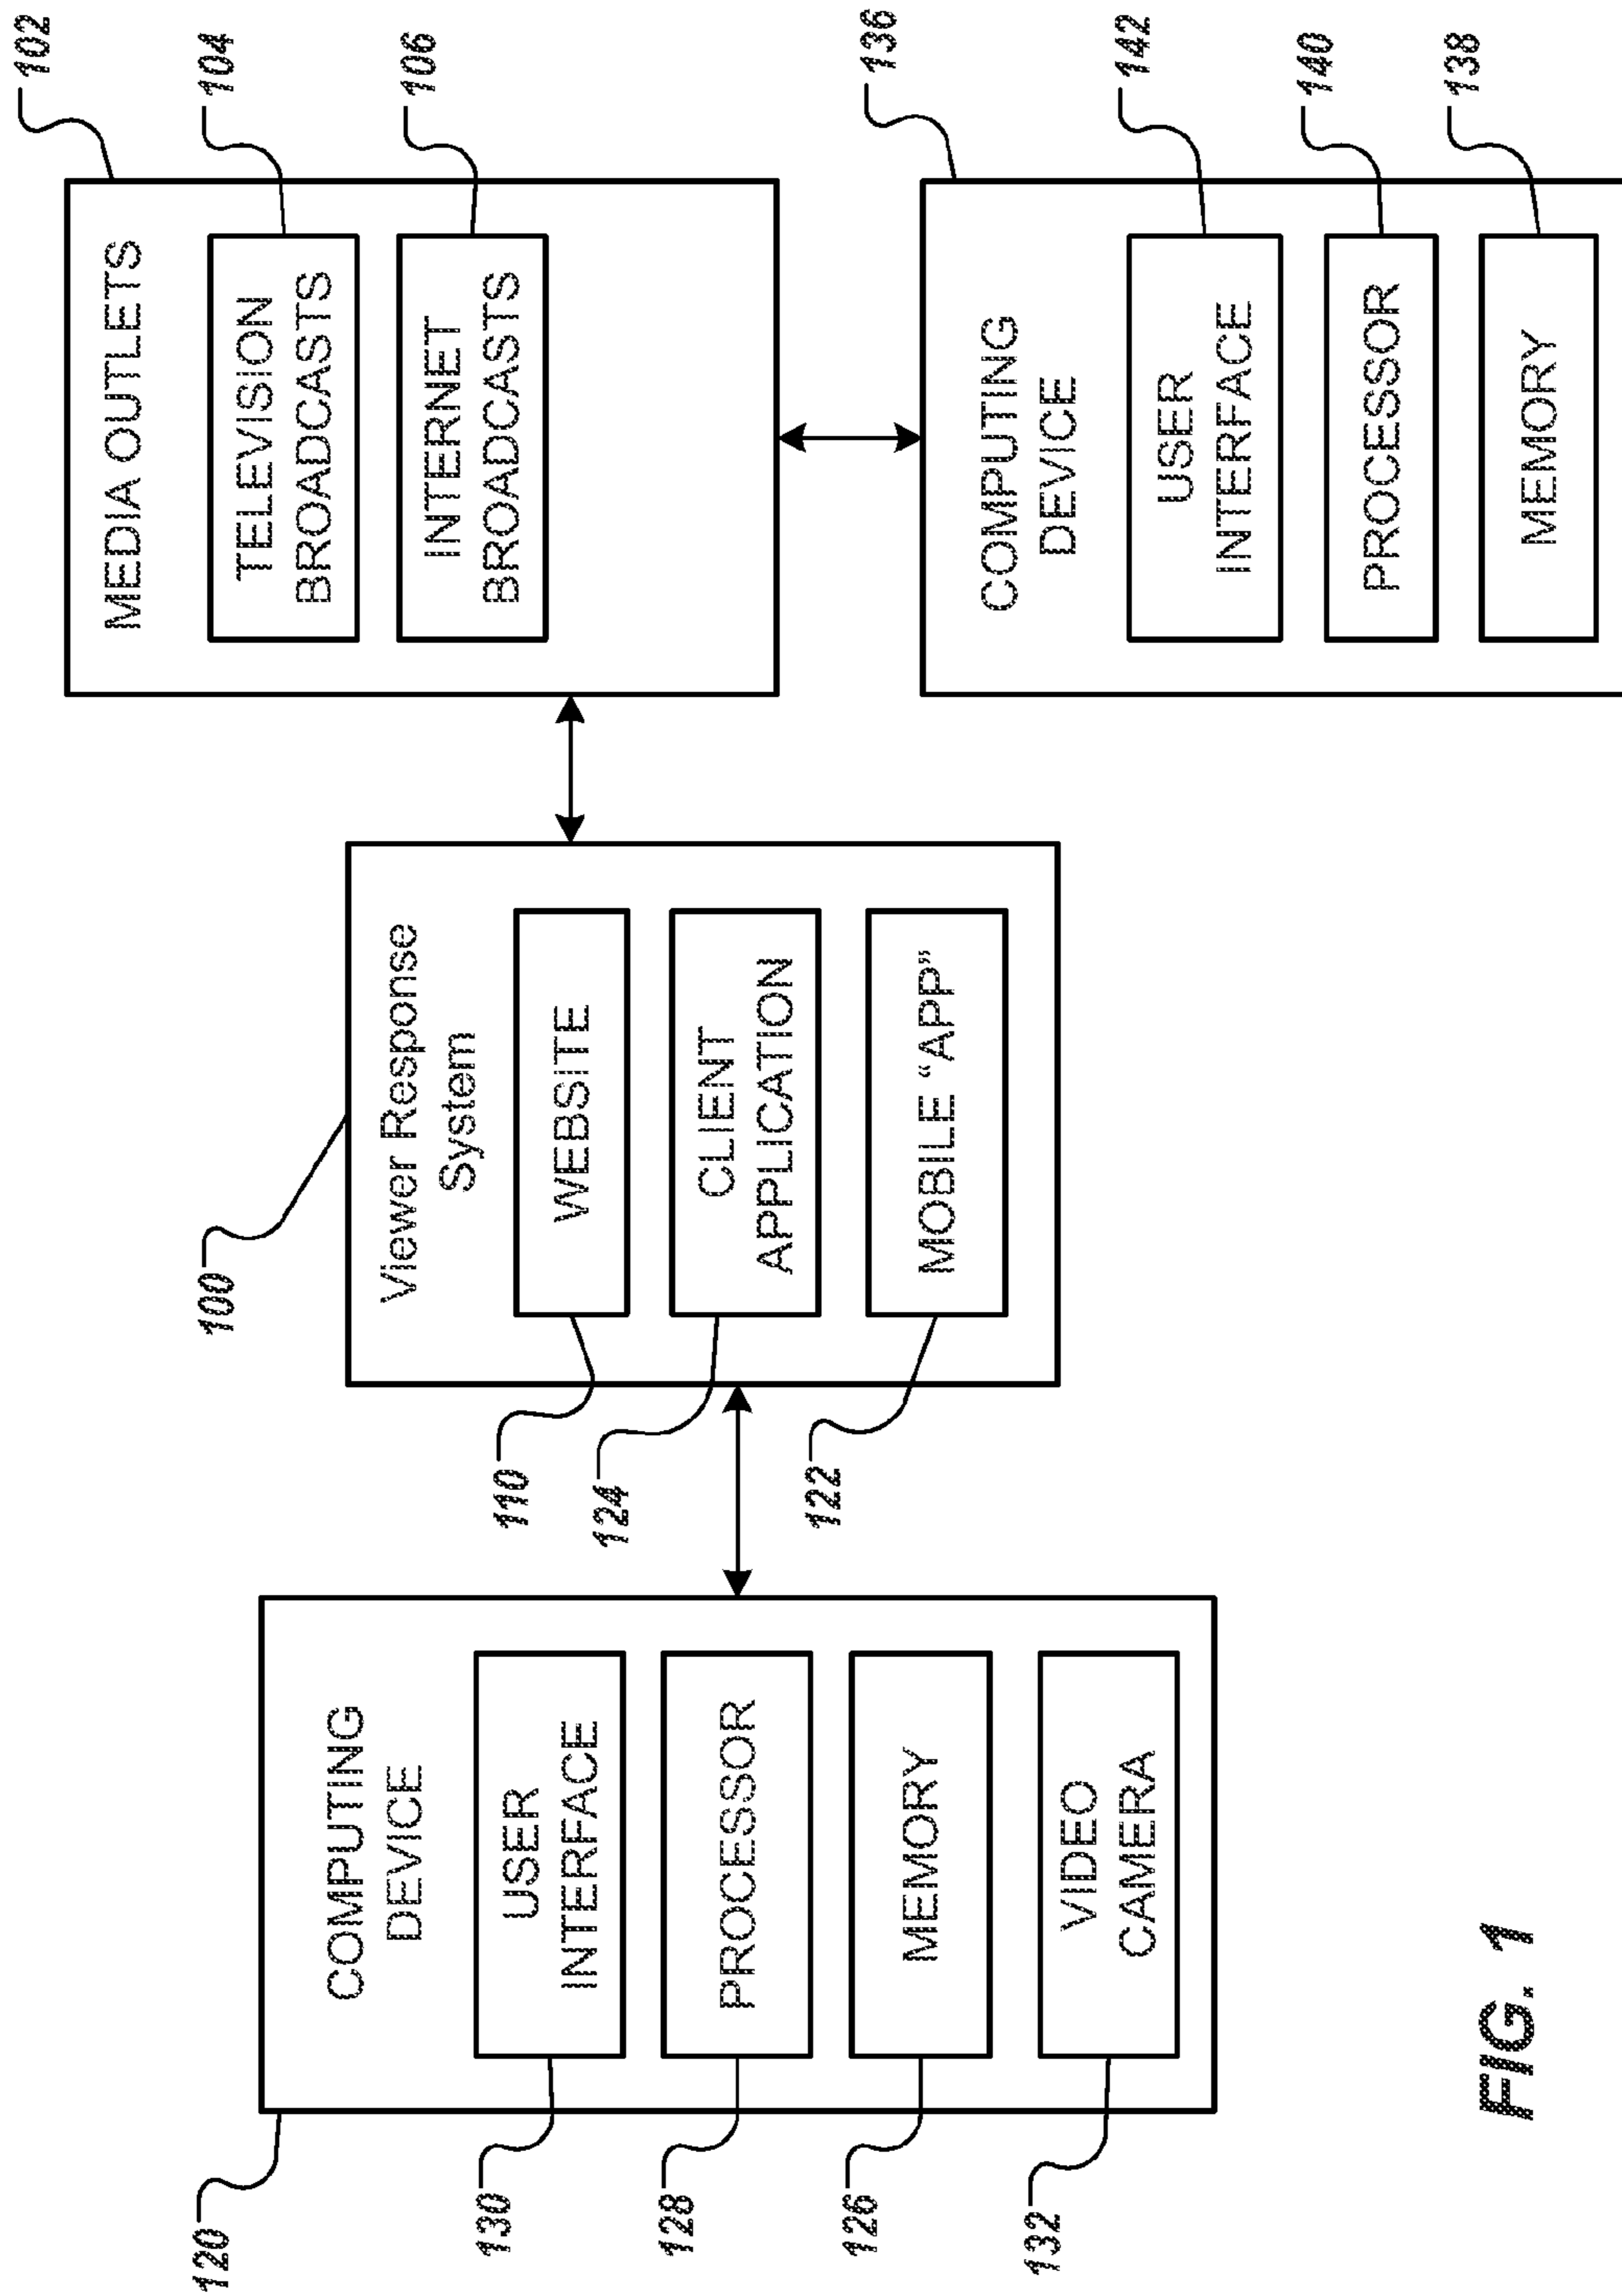 102
MEDIA OUTLETS
104
TELEVISION
BROADCASTS
106
INTERNET
BROADCASTS
100
Viewer Response
System
110
WEBSITE
124
CLIENT
APPLICATION
122
MOBILE “APP”
120
COMPUTING
DEVICE
130
USER
INTERFACE
128
PROCESSOR
126
MEMORY
132
VIDEO
CAMERA
136
COMPUTING
DEVICE
142
USER
INTERFACE
140
PROCESSOR
138
MEMORY
FIG. 1